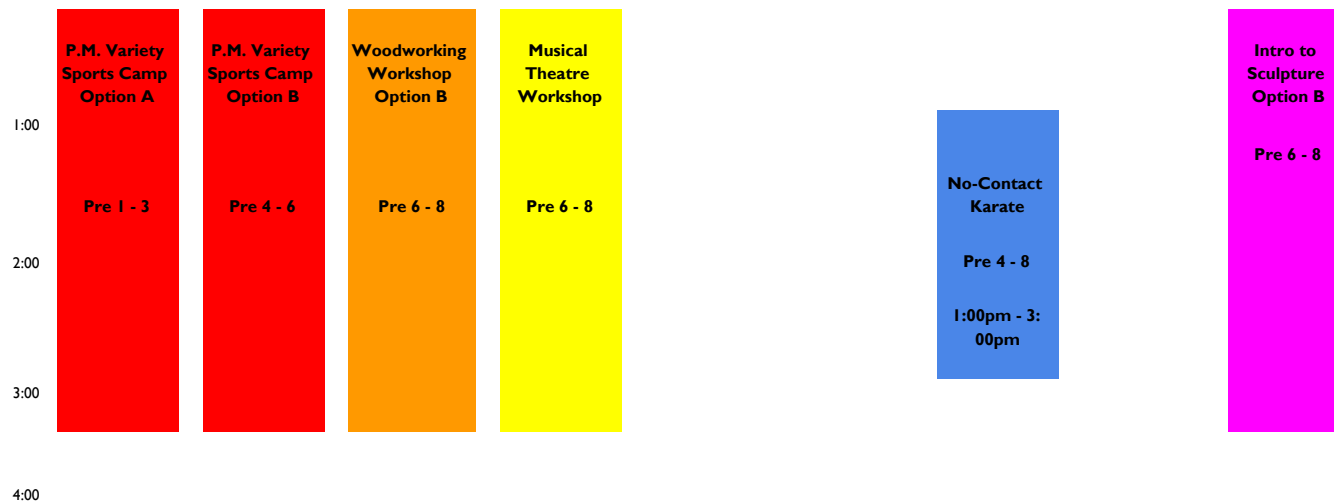 P.M. Variety
Sports Camp
Option A
Pre 1 - 3
P.M. Variety
Sports Camp
Option B
Pre 4 - 6
Woodworking
Workshop
Option B
Pre 6 - 8
Musical
Theatre
Workshop
Pre 6 - 8
No-Contact
Karate
Pre 4 - 8
1:00pm - 3:
00pm
Intro to
Sculpture
Option B
Pre 6 - 8
1:00
2:00
3:00
4:00